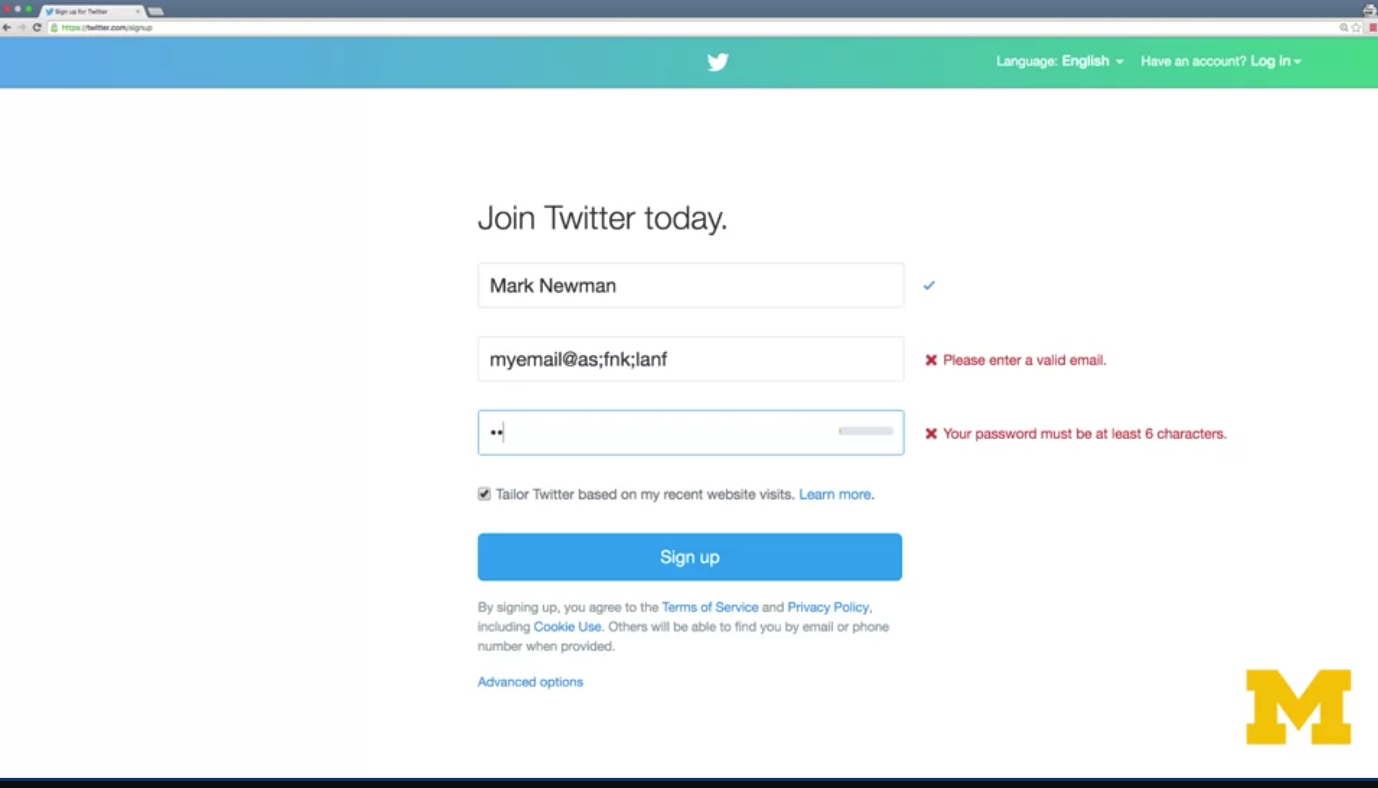 Sign up for Twitter
https://twitter.com/signup
Language: English Have an account? Log in
Join Twitter today.
Mark Newman
myemail@as;fnk;lanf
Please enter a valid email.
••
Your password must be at least 6 characters.
Tailor Twitter based on my recent website visits. Learn more.
Sign up
By signing up, you agree to the Terms of Service and Privacy Policy,
including Cookie Use. Others will be able to find you by email or phone
number when provided.
Advanced options
M